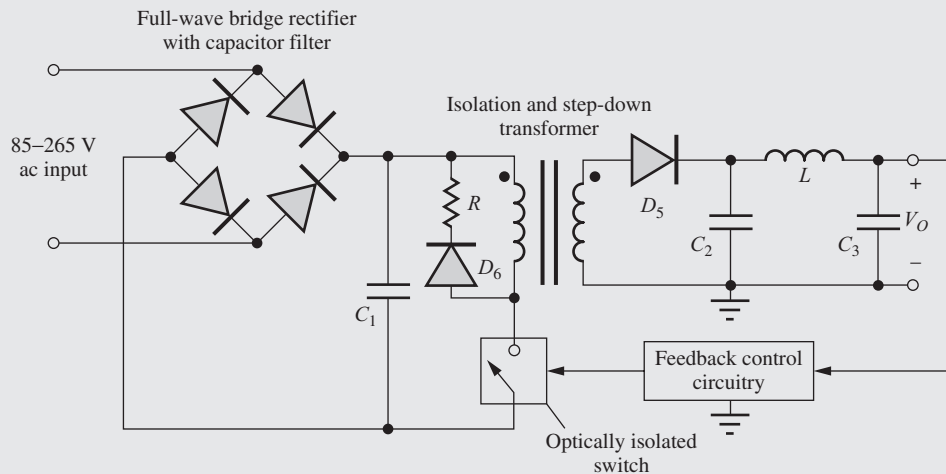 Full-wave bridge rectifier
with capacitor filter
Isolation and step-down
transformer
85–265 V
ac input
R
D5
L
+
D6
C2
C3
VO
–
C1
Feedback control
circuitry
Optically isolated
switch